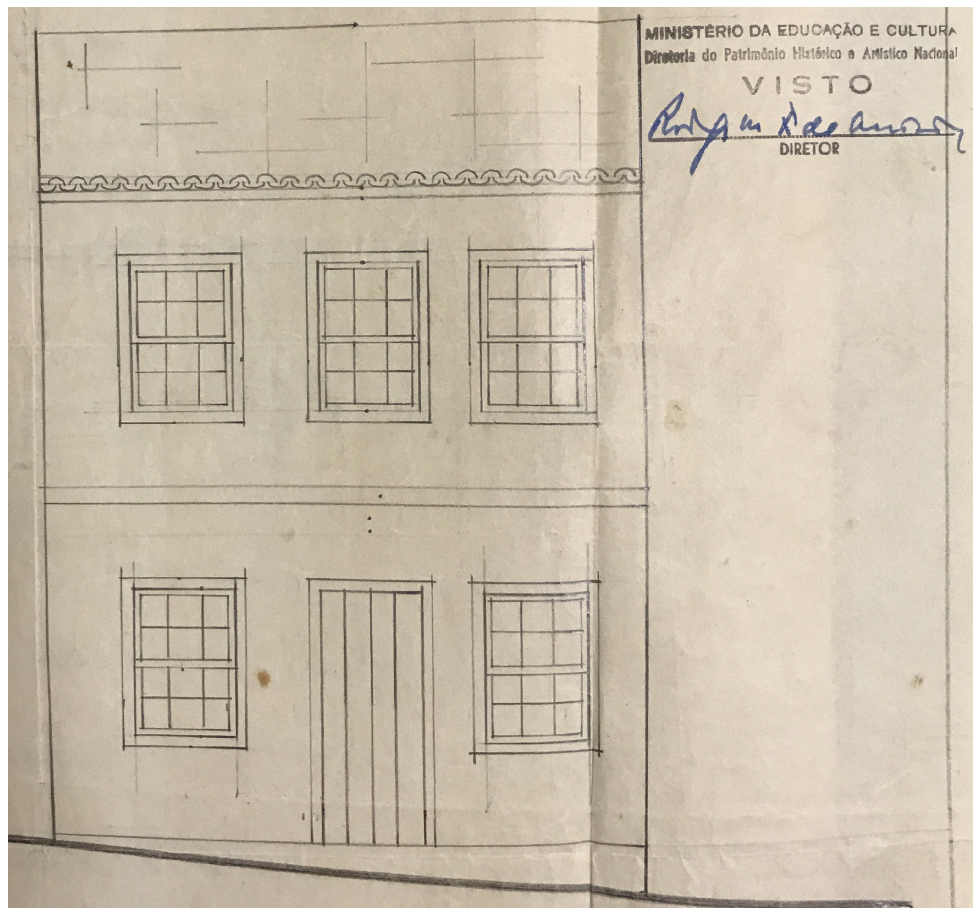 MINISTÉRIO DA EDUCAÇÃO E CULTURA
Diretoria do Patrimônio Histórico e Artístico Nacional
VISTO
DIRETOR